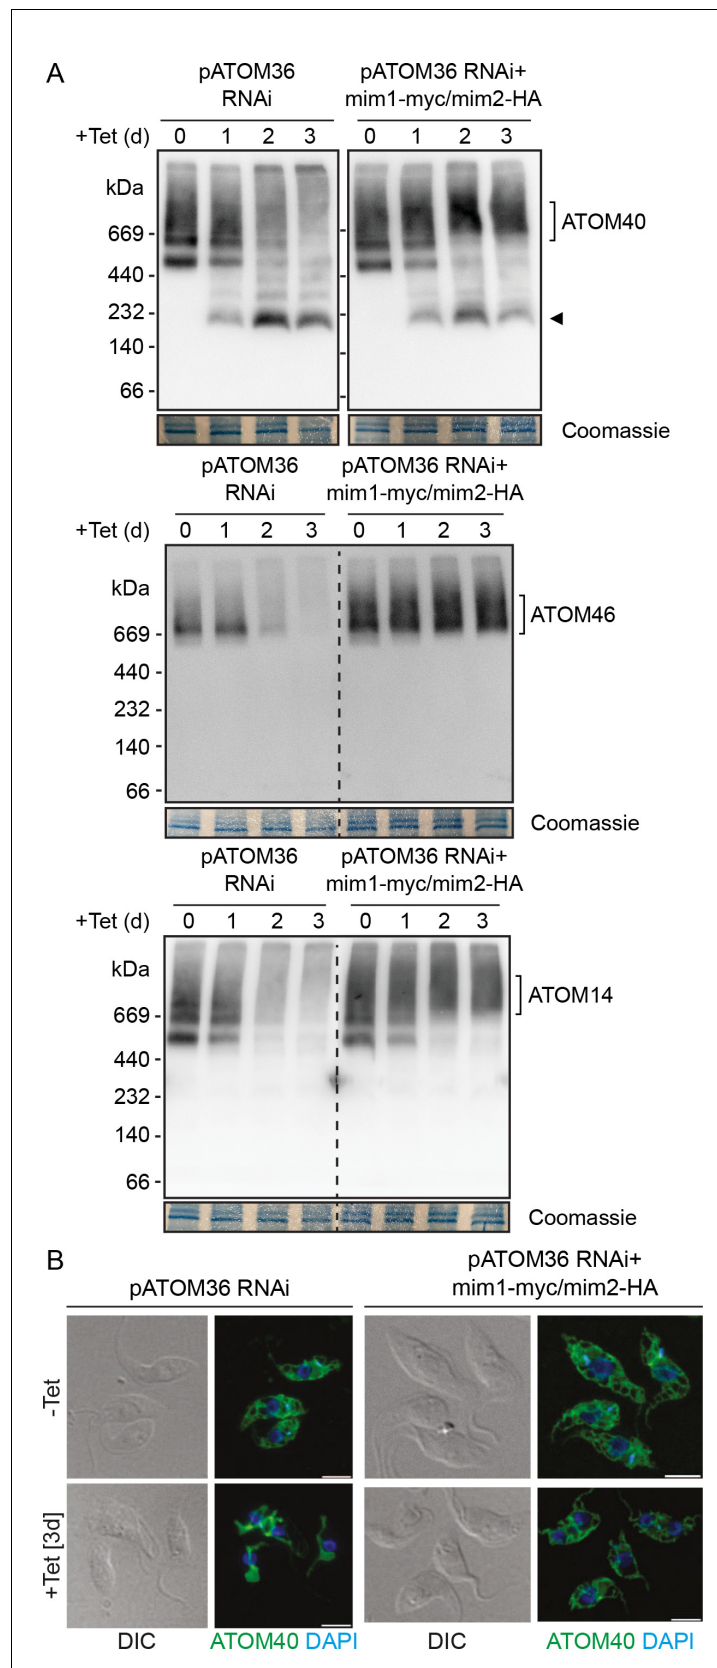 A
pATOM36
RNAi
pATOM36 RNAi+
mim1-myc/mim2-HA
+Tet (d) 0 1 2 3 0 1 2 3
kDa
669
440
232
140
66
ATOM40
Coomassie
pATOM36
RNAi
pATOM36 RNAi+
mim1-myc/mim2-HA
+Tet (d) 0 1 2 3 0 1 2 3
kDa
669
440
232
140
66
ATOM46
Coomassie
pATOM36
RNAi
pATOM36 RNAi+
mim1-myc/mim2-HA
+Tet (d) 0 1 2 3 0 1 2 3
kDa
669
440
232
140
66
ATOM14
Coomassie
B
pATOM36 RNAi
pATOM36 RNAi+
mim1-myc/mim2-HA
-Tet
+Tet [3d]
DIC ATOM40 DAPI DIC ATOM40 DAPI